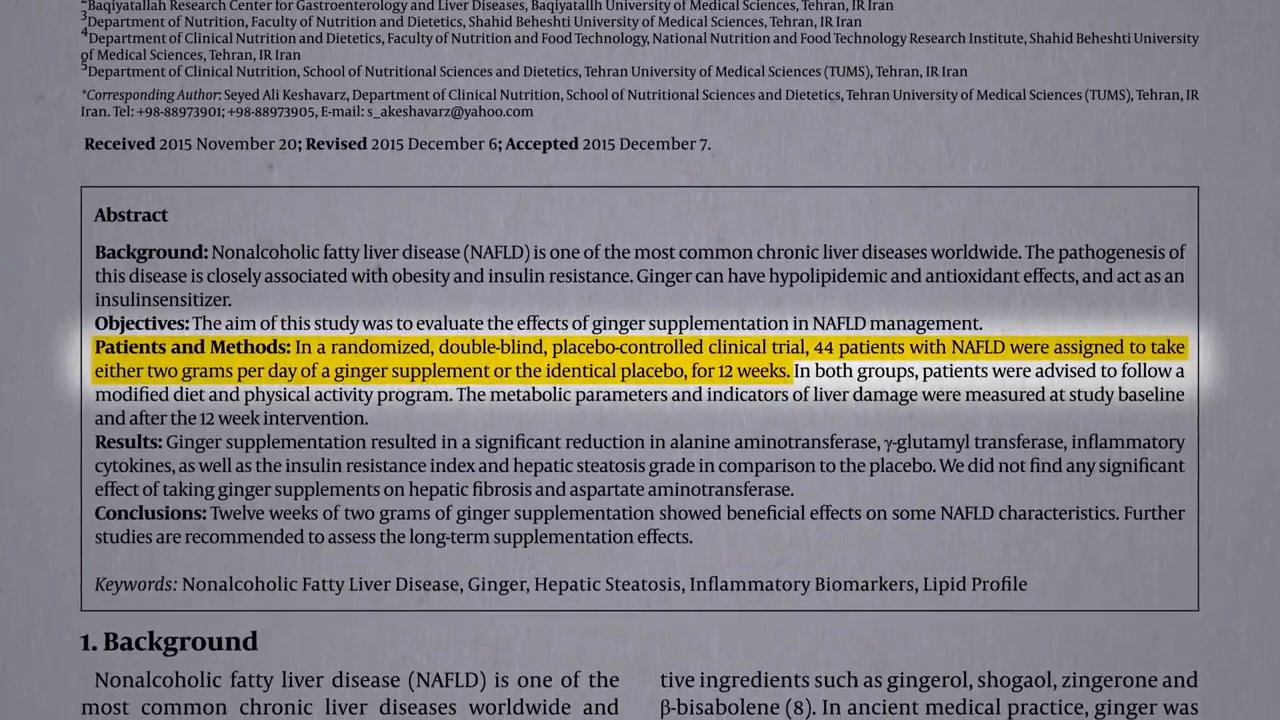 2Baqiyatallah Research Center for Gastroenterology and Liver Diseases, Baqiyatallh University of Medical Sciences, Tehran, IR Iran
3Department of Nutrition, Faculty of Nutrition and Dietetics, Shahid Beheshti University of Medical Sciences, Tehran, IR Iran
4Department of Clinical Nutrition and Dietetics, Faculty of Nutrition and Food Technology, National Nutrition and Food Technology Research Institute, Shahid Beheshti University
of Medical Sciences, Tehran, IR Iran
5Department of Clinical Nutrition, School of Nutritional Sciences and Dietetics, Tehran University of Medical Sciences (TUMS), Tehran, IR Iran
*Corresponding Author: Seyed Ali Keshavarz, Department of Clinical Nutrition, School of Nutritional Sciences and Dietetics, Tehran University of Medical Sciences (TUMS), Tehran, IR
Iran. Tel: +98-88973901; +98-88973905, E-mail: s_akeshavarz@yahoo.com
Received 2015 November 20; Revised 2015 December 6; Accepted 2015 December 7.
Abstract
Background: Nonalcoholic fatty liver disease (NAFLD) is one of the most common chronic liver diseases worldwide. The pathogenesis of
this disease is closely associated with obesity and insulin resistance. Ginger can have hypolipidemic and antioxidant effects, and act as an
insulinsensitizer.
Objectives: The aim of this study was to evaluate the effects of ginger supplementation in NAFLD management.
Patients and Methods: In a randomized, double-blind, placebo-controlled clinical trial, 44 patients with NAFLD were assigned to take
either two grams per day of a ginger supplement or the identical placebo, for 12 weeks. In both groups, patients were advised to follow a
modified diet and physical activity program. The metabolic parameters and indicators of liver damage were measured at study baseline
and after the 12 week intervention.
Results: Ginger supplementation resulted in a significant reduction in alanine aminotransferase, γ-glutamyl transferase, inflammatory
cytokines, as well as the insulin resistance index and hepatic steatosis grade in comparison to the placebo. We did not find any significant
effect of taking ginger supplements on hepatic fibrosis and aspartate aminotransferase.
Conclusions: Twelve weeks of two grams of ginger supplementation showed beneficial effects on some NAFLD characteristics. Further
studies are recommended to assess the long-term supplementation effects.
Keywords: Nonalcoholic Fatty Liver Disease, Ginger, Hepatic Steatosis, Inflammatory Biomarkers, Lipid Profile
1. Background
Nonalcoholic fatty liver disease (NAFLD) is one of the
most common chronic liver diseases worldwide and
tive ingredients such as gingerol, shogaol, zingerone and
β-bisabolene (8). In ancient medical practice, ginger was